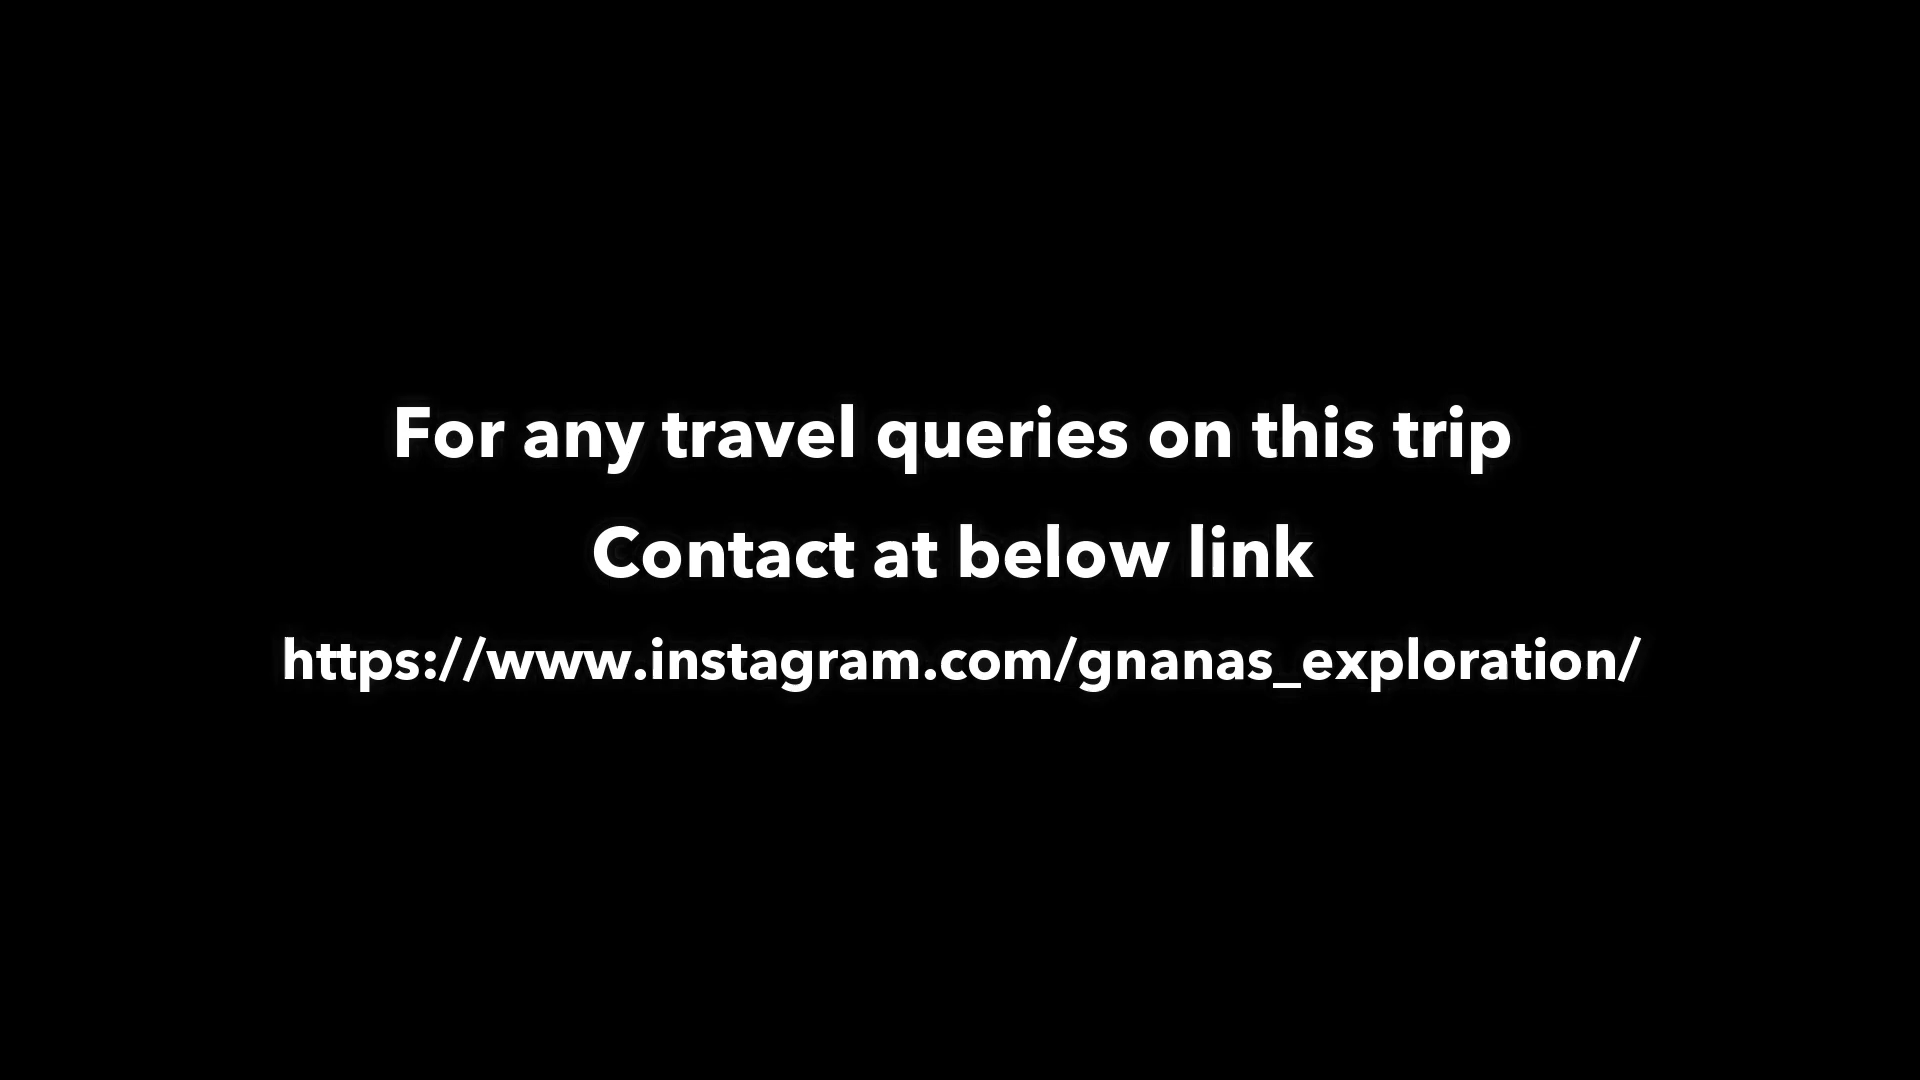 For any travel queries on this trip
Contact at below link
https://www.instagram.com/gnanas_exploration/